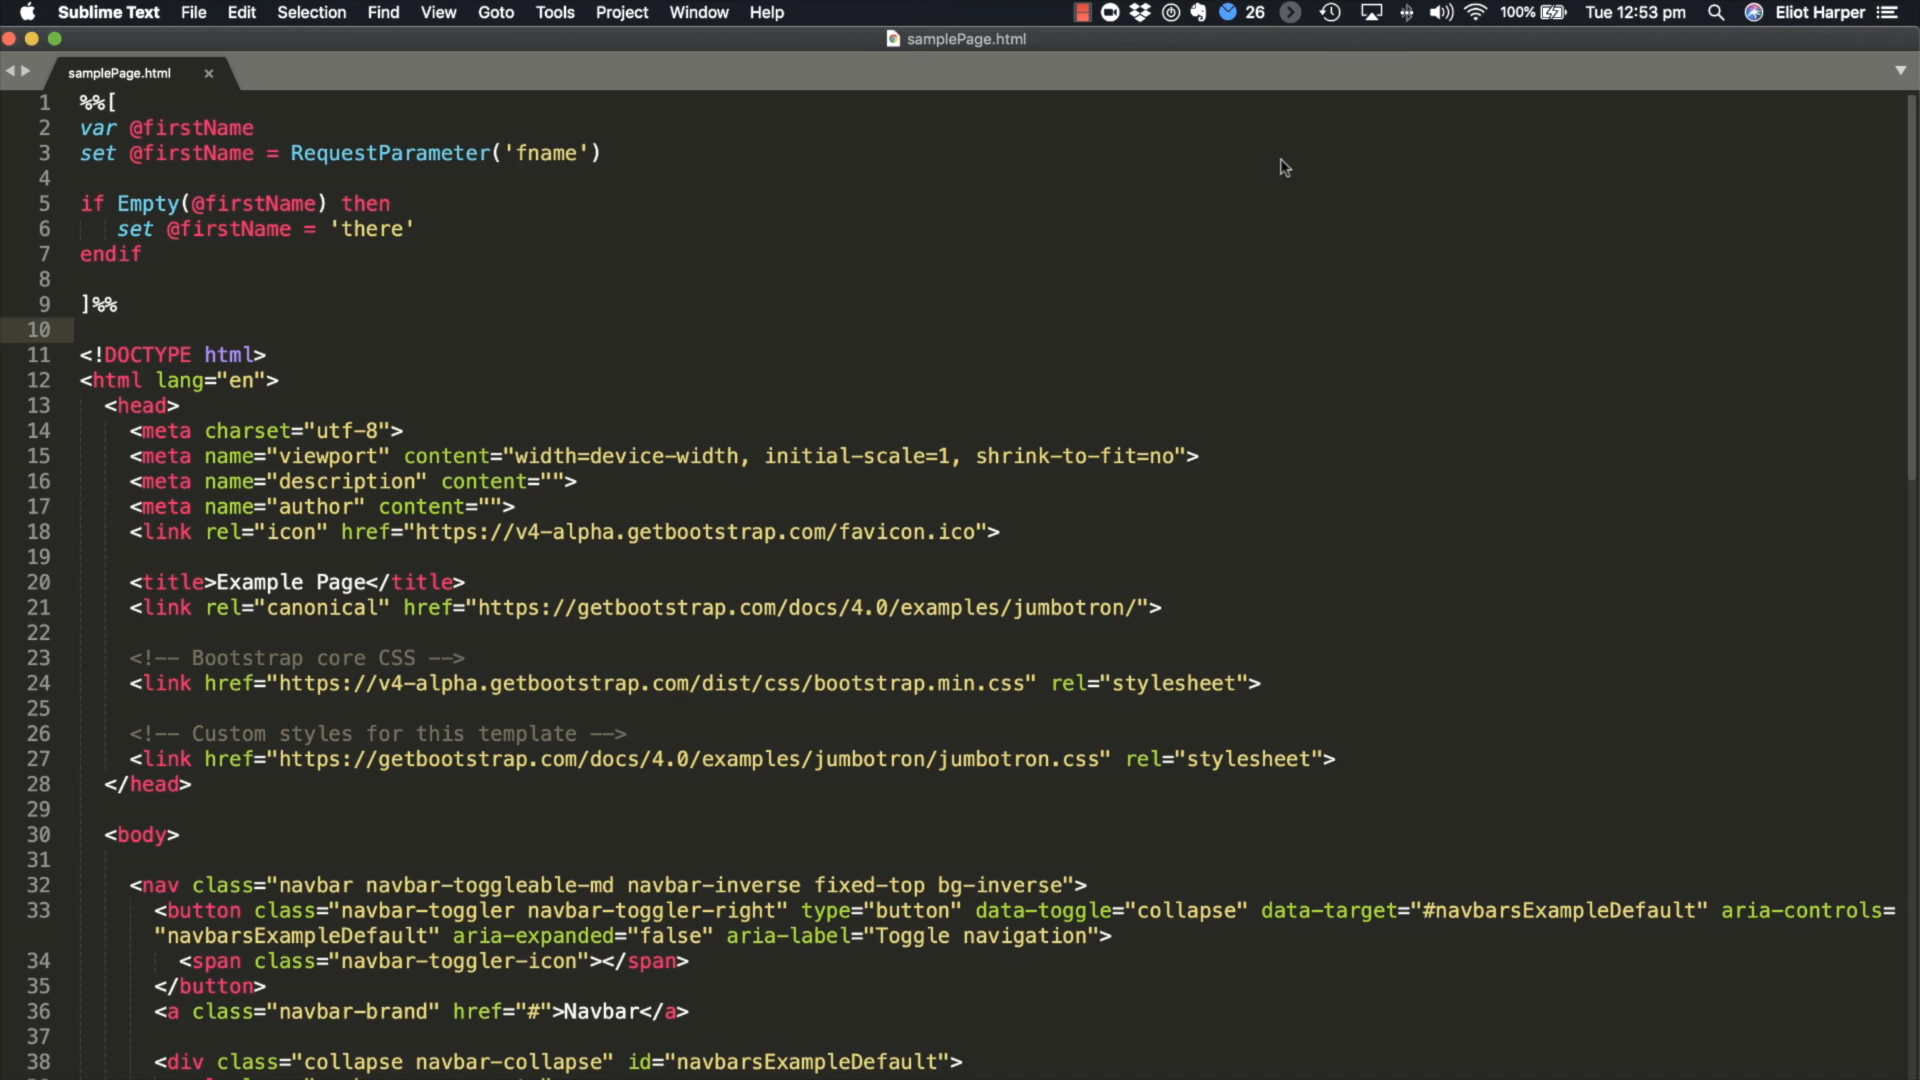 Sublime Text File Edit Selection Find View Goto Tools Project Window Help 26 100% Tue 12:53 pm Eliot Harper
samplePage.html
samplePage.html ×
1 %%[
2 var @firstName
3 set @firstName = RequestParameter('fname')
4
5 if Empty(@firstName) then
6 set @firstName = 'there'
7 endif
8
9 ]%%
10
11 <!DOCTYPE html>
12 <html lang="en">
13 <head>
14 <meta charset="utf-8">
15 <meta name="viewport" content="width=device-width, initial-scale=1, shrink-to-fit=no">
16 <meta name="description" content="">
17 <meta name="author" content="">
18 <link rel="icon" href="https://v4-alpha.getbootstrap.com/favicon.ico">
19
20 <title>Example Page</title>
21 <link rel="canonical" href="https://getbootstrap.com/docs/4.0/examples/jumbotron/">
22
23 <!-- Bootstrap core CSS -->
24 <link href="https://v4-alpha.getbootstrap.com/dist/css/bootstrap.min.css" rel="stylesheet">
25
26 <!-- Custom styles for this template -->
27 <link href="https://getbootstrap.com/docs/4.0/examples/jumbotron/jumbotron.css" rel="stylesheet">
28 </head>
29
30 <body>
31
32 <nav class="navbar navbar-toggleable-md navbar-inverse fixed-top bg-inverse">
33 <button class="navbar-toggler navbar-toggler-right" type="button" data-toggle="collapse" data-target="#navbarsExampleDefault" aria-controls=
"navbarsExampleDefault" aria-expanded="false" aria-label="Toggle navigation">
34 <span class="navbar-toggler-icon"></span>
35 </button>
36 <a class="navbar-brand" href="#">Navbar</a>
37
38 <div class="collapse navbar-collapse" id="navbarsExampleDefault">